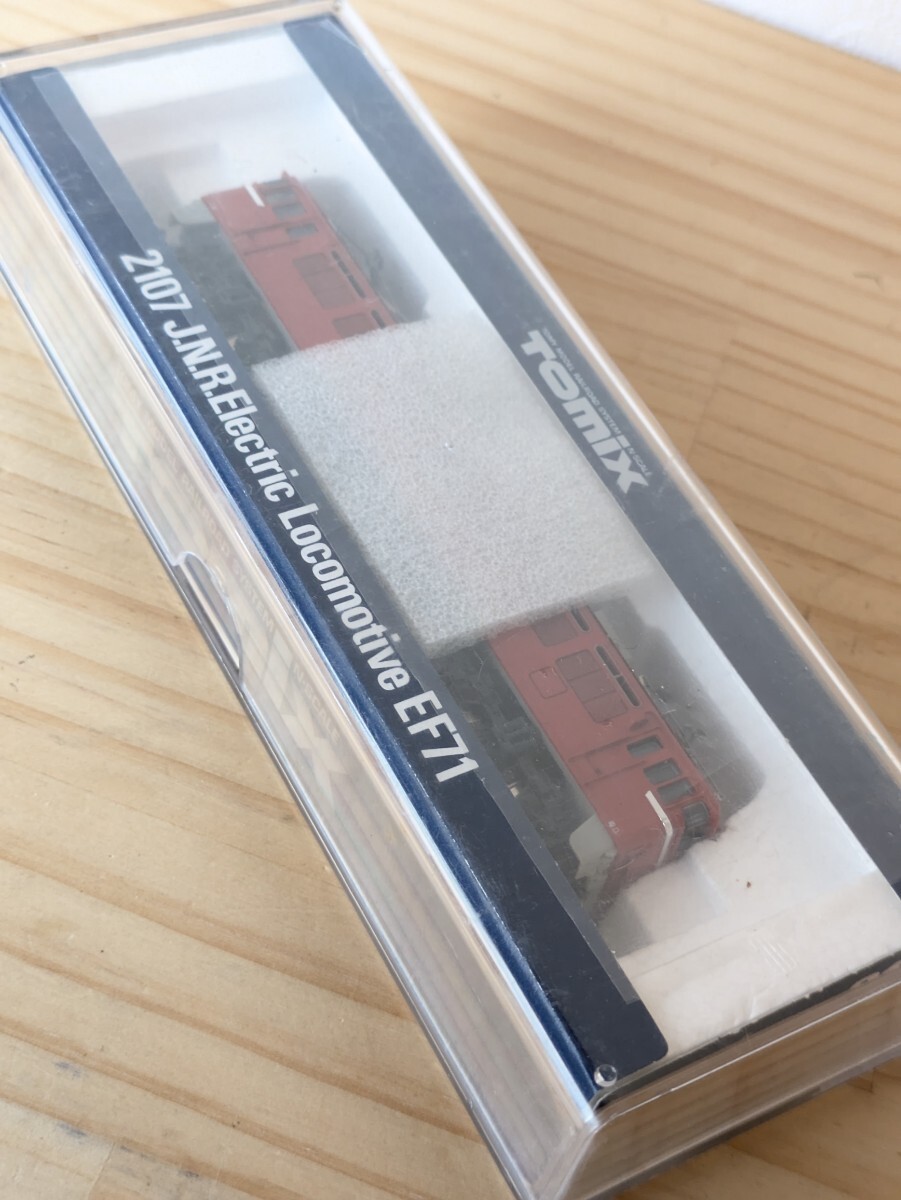 TOMIX
2107 J.N.R.Electric Locomotive EF71